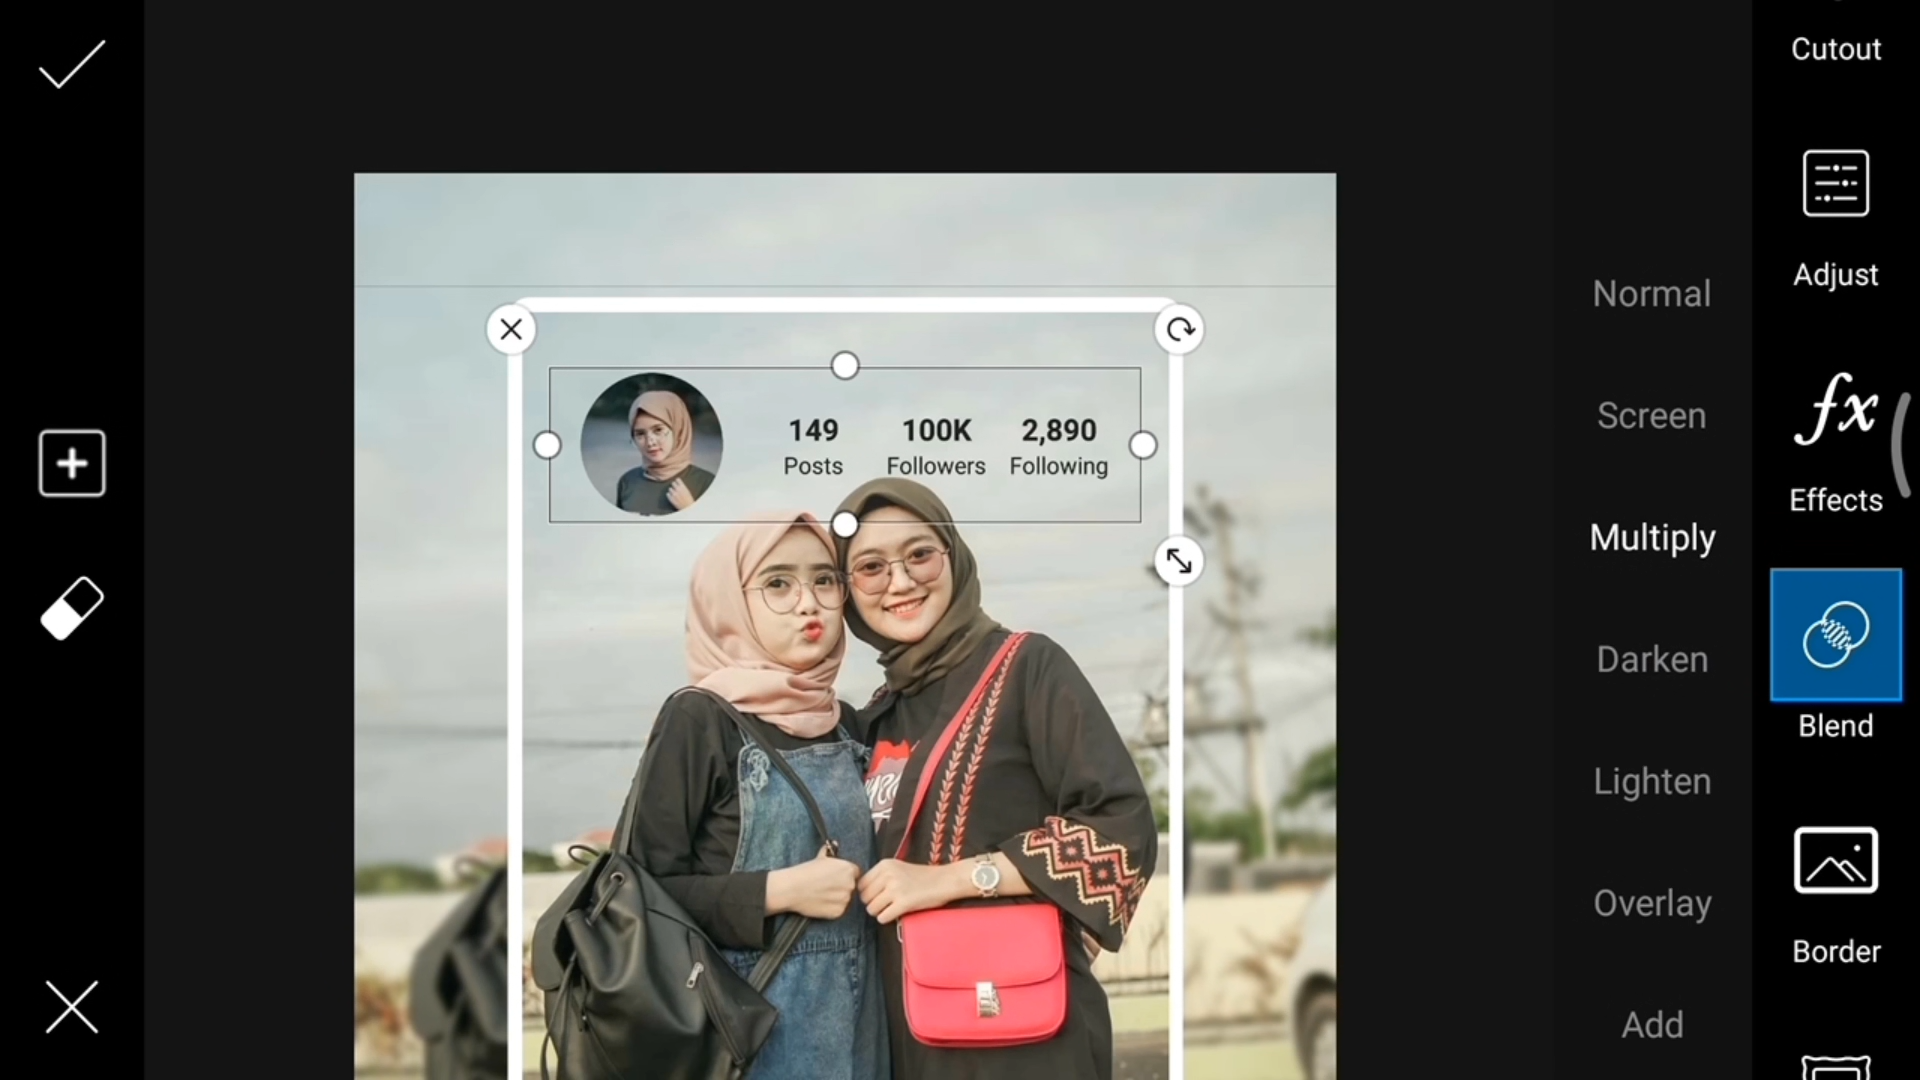 Cutout
Adjust
Effects
Blend
Border
Normal
Screen
Multiply
Darken
Lighten
Overlay
Add
149 100K 2,890
Posts Followers Following